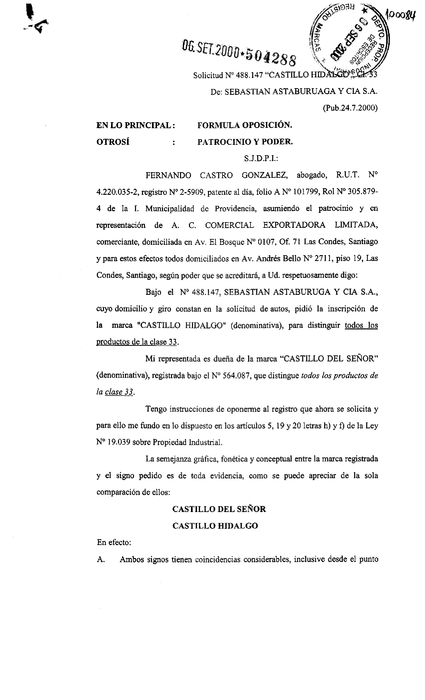 100084
REGISTRO
DEPTO. PROP. INDUSTRIAL
MARCAS
06 SEP 2000
06.SET.2000*504288
Solicitud N° 488.147 "CASTILLO HIDALGO" Cl 33
De: SEBASTIAN ASTABURUAGA Y CIA S.A.
(Pub.24.7.2000)
EN LO PRINCIPAL : FORMULA OPOSICIÓN.
OTROSÍ : PATROCINIO Y PODER.
S.J.D.P.I.:
FERNANDO CASTRO GONZALEZ, abogado, R.U.T. N°
4.220.035-2, registro N° 2-5909, patente al día, folio A N° 101799, Rol N° 305.879-
4 de la I. Municipalidad de Providencia, asumiendo el patrocinio y en
representación de A. C. COMERCIAL EXPORTADORA LIMITADA,
comerciante, domiciliada en Av. El Bosque N° 0107, Of. 71 Las Condes, Santiago
y para estos efectos todos domiciliados en Av. Andrés Bello N° 2711, piso 19, Las
Condes, Santiago, según poder que se acreditará, a Ud. respetuosamente digo:
Bajo el N° 488.147, SEBASTIAN ASTABURUGA Y CIA S.A.,
cuyo domicilio y giro constan en la solicitud de autos, pidió la inscripción de
la marca "CASTILLO HIDALGO" (denominativa), para distinguir todos los
productos de la clase 33.
Mi representada es dueña de la marca "CASTILLO DEL SEÑOR"
(denominativa), registrada bajo el N° 564.087, que distingue todos los productos de
la clase 33.
Tengo instrucciones de oponerme al registro que ahora se solicita y
para ello me fundo en lo dispuesto en los artículos 5, 19 y 20 letras h) y f) de la Ley
N° 19.039 sobre Propiedad Industrial.
La semejanza gráfica, fonética y conceptual entre la marca registrada
y el signo pedido es de toda evidencia, como se puede apreciar de la sola
comparación de ellos:
CASTILLO DEL SEÑOR
CASTILLO HIDALGO
En efecto:
A. Ambos signos tienen coincidencias considerables, inclusive desde el punto